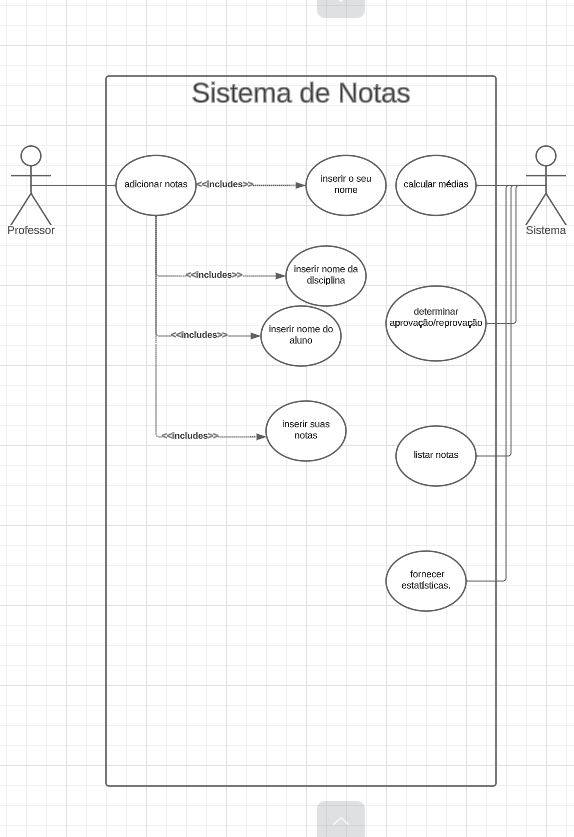 Sistema de Notas
Professor
adicionar notas
<<includes>>
inserir o seu
nome
calcular médias
Sistema
<<includes>>
inserir nome da
disciplina
<<includes>>
inserir nome do
aluno
determinar
aprovação/reprovação
<<includes>>
inserir suas
notas
listar notas
fornecer
estatísticas.